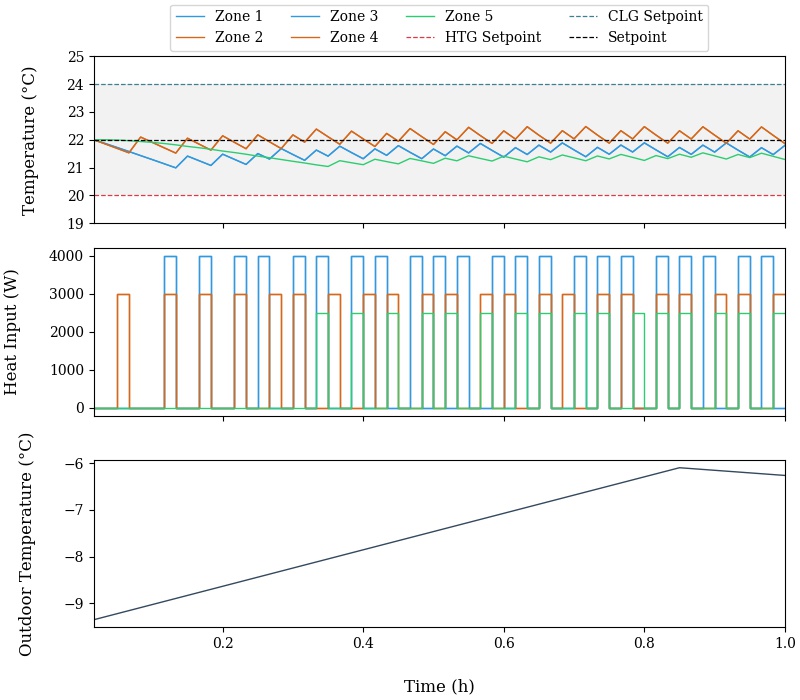 Zone 1 Zone 3 Zone 5 CLG Setpoint
Zone 2 Zone 4 HTG Setpoint Setpoint
Temperature (°C)
25
24
23
22
21
20
19
Heat Input (W)
4000
3000
2000
1000
0
Outdoor Temperature (°C)
−6
−7
−8
−9
0.2 0.4 0.6 0.8 1.0
Time (h)